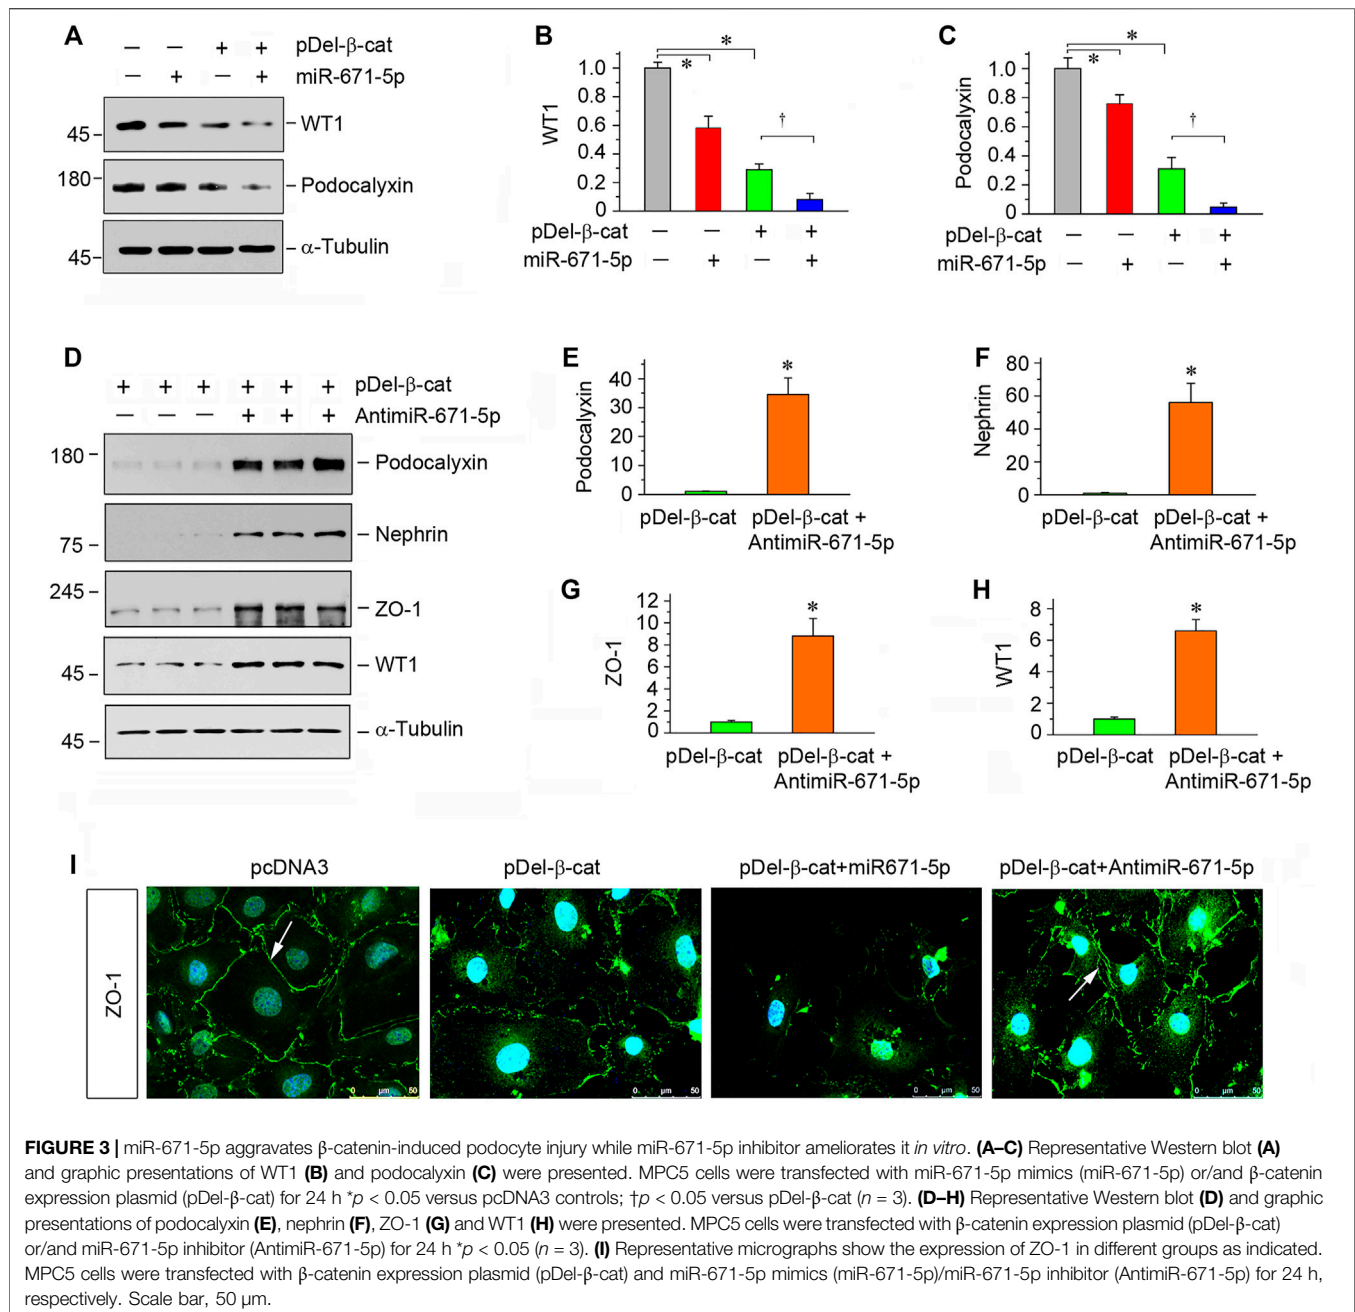 A
— — + + pDel-β-cat
— + — + miR-671-5p
45 – – WT1
180 – – Podocalyxin
45 – – α-Tubulin
B
WT1
1.0
0.8
0.6
0.4
0.2
0
* *
†
pDel-β-cat — — + +
miR-671-5p — + — +
C
Podocalyxin
1.0
0.8
0.6
0.4
0.2
0
* *
†
pDel-β-cat — — + +
miR-671-5p — + — +
D
+ + + + + + pDel-β-cat
— — — + + + AntimiR-671-5p
180 – – Podocalyxin
75 – – Nephrin
245 – – ZO-1
45 – – WT1
45 – – α-Tubulin
E
Podocalyxin
40
30
20
10
0
*
pDel-β-cat pDel-β-cat +
AntimiR-671-5p
F
Nephrin
80
60
40
20
0
*
pDel-β-cat pDel-β-cat +
AntimiR-671-5p
G
ZO-1
12
10
8
6
4
2
0
*
pDel-β-cat pDel-β-cat +
AntimiR-671-5p
H
WT1
8
6
4
2
0
*
pDel-β-cat pDel-β-cat +
AntimiR-671-5p
I
pcDNA3 pDel-β-cat pDel-β-cat+miR671-5p pDel-β-cat+AntimiR-671-5p
ZO-1
0 µm 50 0 µm 50 0 µm 50 0 µm 50
FIGURE 3 | miR-671-5p aggravates β-catenin-induced podocyte injury while miR-671-5p inhibitor ameliorates it in vitro. (A–C) Representative Western blot (A)
and graphic presentations of WT1 (B) and podocalyxin (C) were presented. MPC5 cells were transfected with miR-671-5p mimics (miR-671-5p) or/and β-catenin
expression plasmid (pDel-β-cat) for 24 h *p < 0.05 versus pcDNA3 controls; †p < 0.05 versus pDel-β-cat (n = 3). (D–H) Representative Western blot (D) and graphic
presentations of podocalyxin (E), nephrin (F), ZO-1 (G) and WT1 (H) were presented. MPC5 cells were transfected with β-catenin expression plasmid (pDel-β-cat)
or/and miR-671-5p inhibitor (AntimiR-671-5p) for 24 h *p < 0.05 (n = 3). (I) Representative micrographs show the expression of ZO-1 in different groups as indicated.
MPC5 cells were transfected with β-catenin expression plasmid (pDel-β-cat) and miR-671-5p mimics (miR-671-5p)/miR-671-5p inhibitor (AntimiR-671-5p) for 24 h,
respectively. Scale bar, 50 µm.